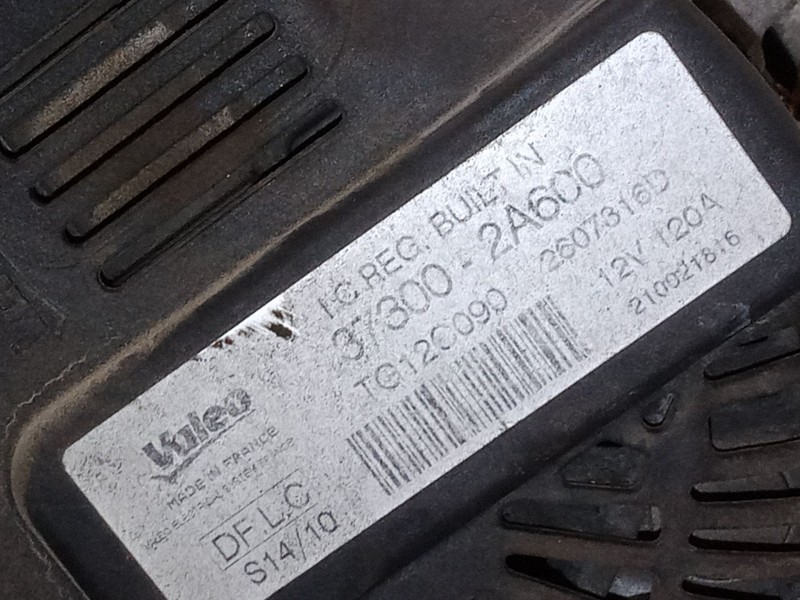 I.C REG. BUILT IN
37300 - 2A600
TG12C090 2607316D
12V 120A
210021816
Valeo
MADE IN FRANCE
DF L.C
S14/10